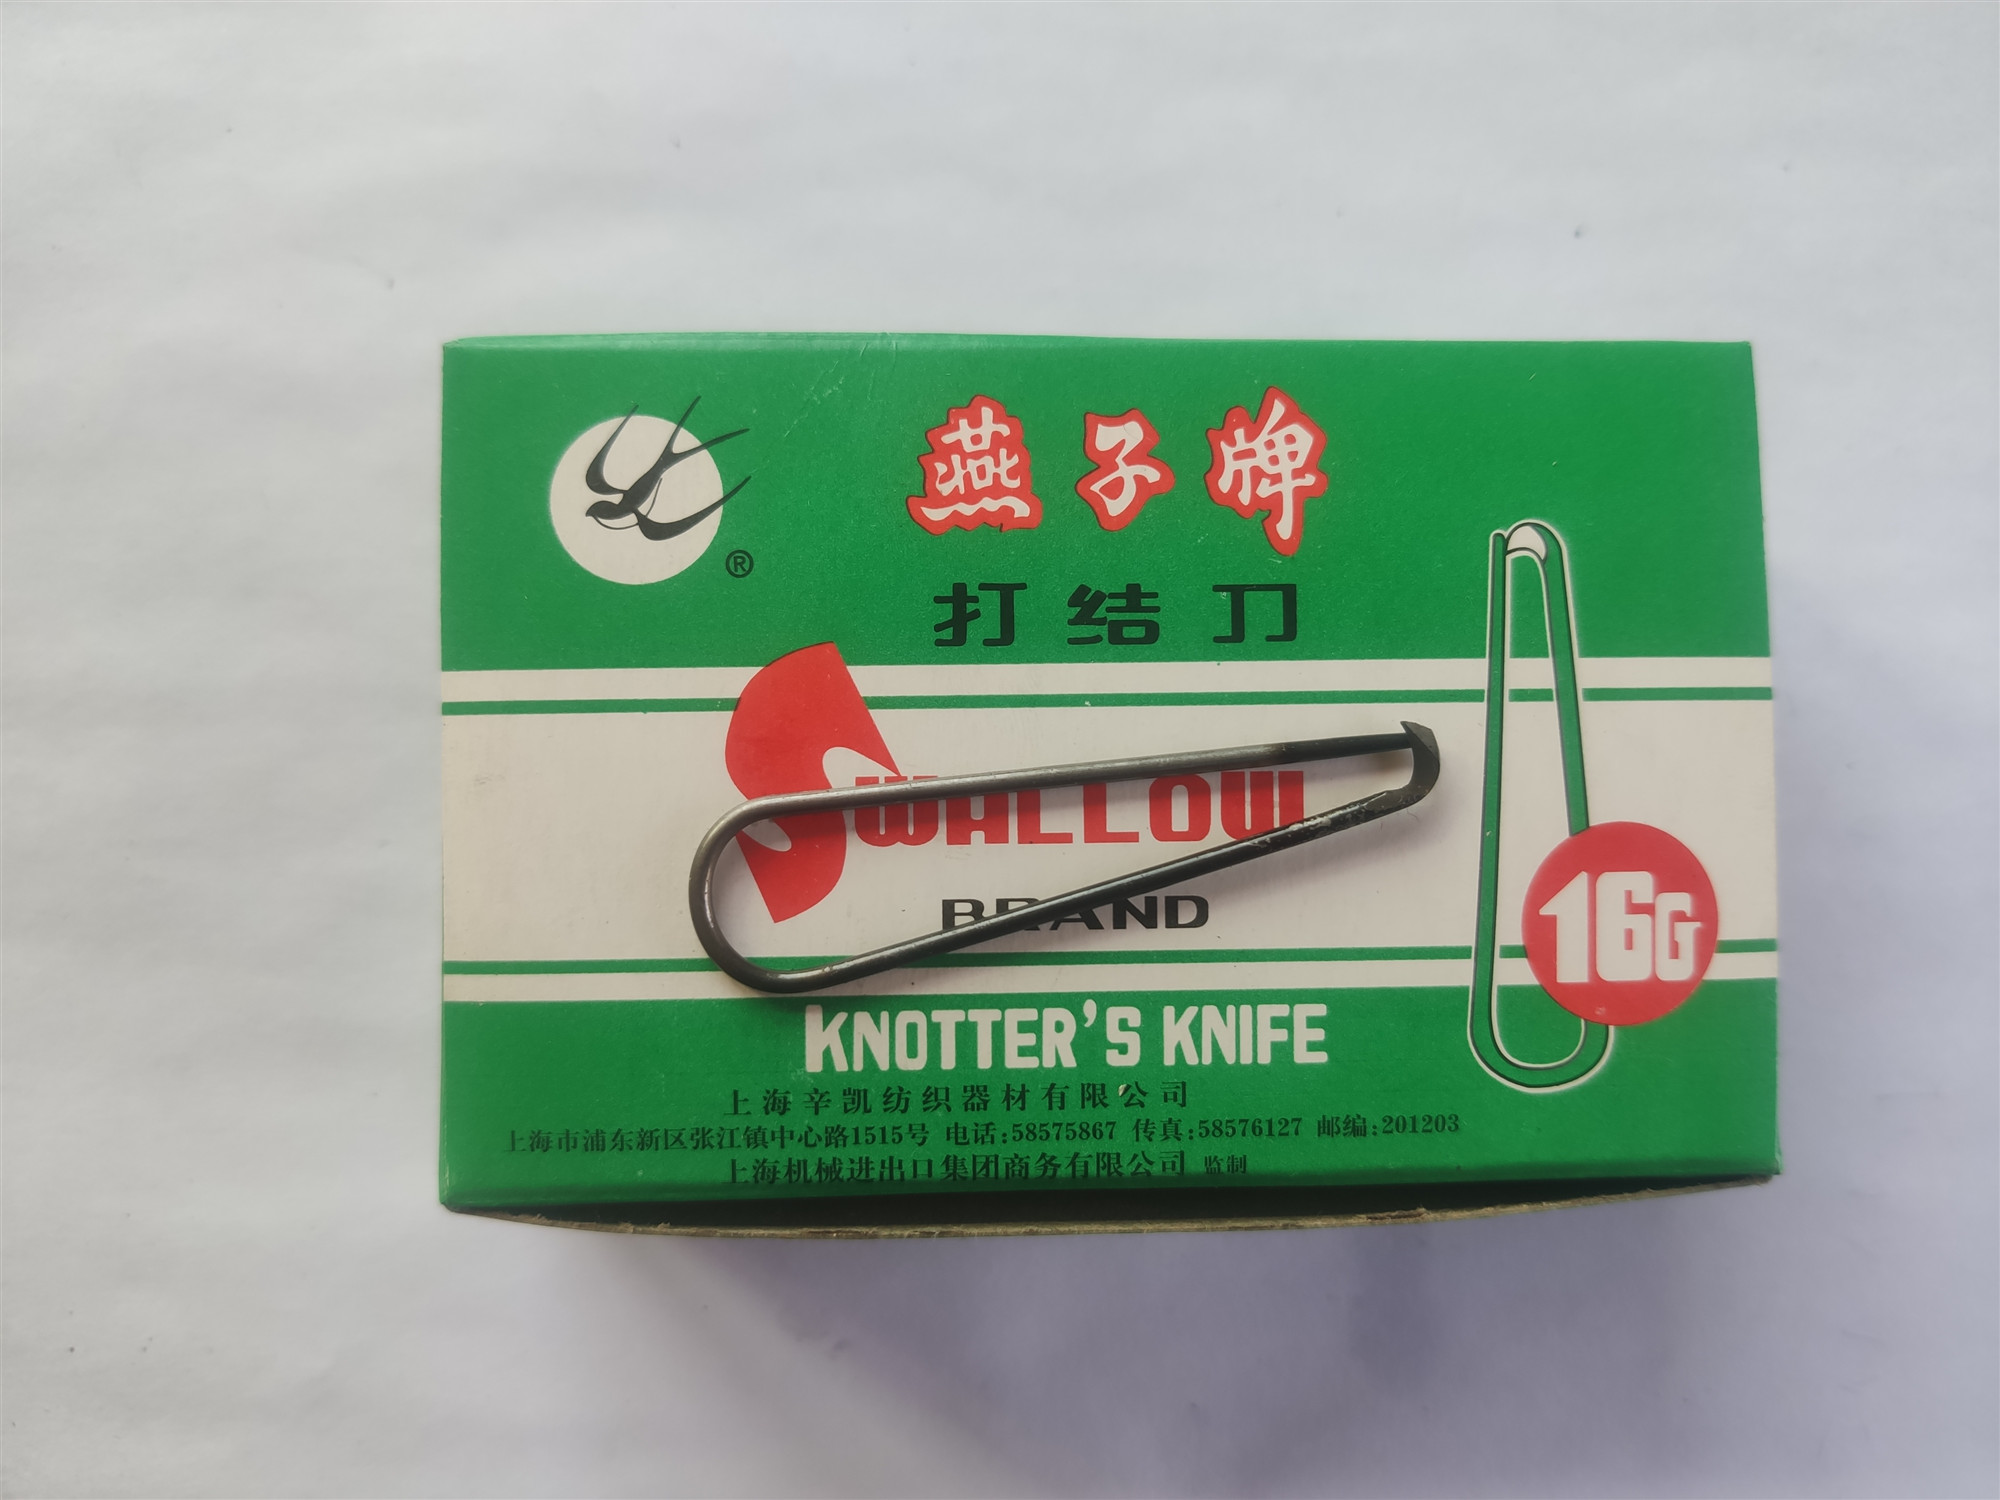 燕子牌
®
打结刀
SWALLOW
BRAND
16G
KNOTTER'S KNIFE
上海辛凯纺织器材有限公司
上海市浦东新区张江镇中心路1515号 电话:58575867 传真:58576127 邮编:201203
上海机械进出口集团商务有限公司 监制